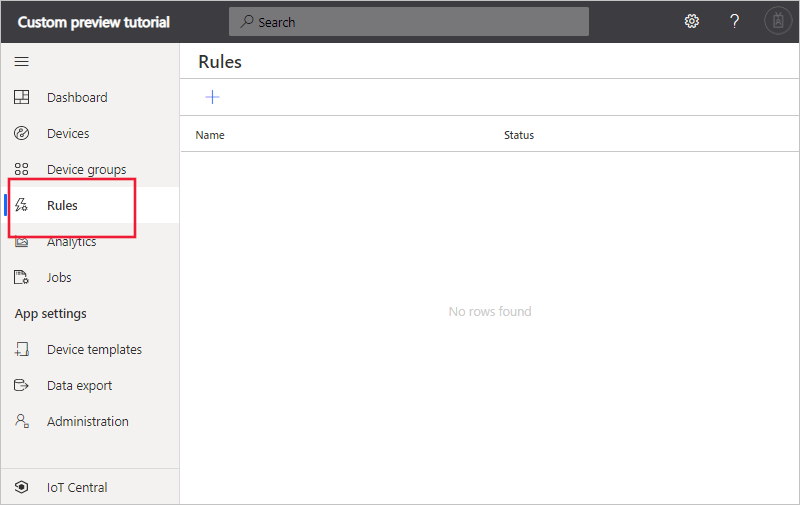 Custom preview tutorial
Search
?
Rules
Dashboard
Devices
Device groups
Rules
Analytics
Jobs
App settings
Device templates
Data export
Administration
IoT Central
Name Status
No rows found